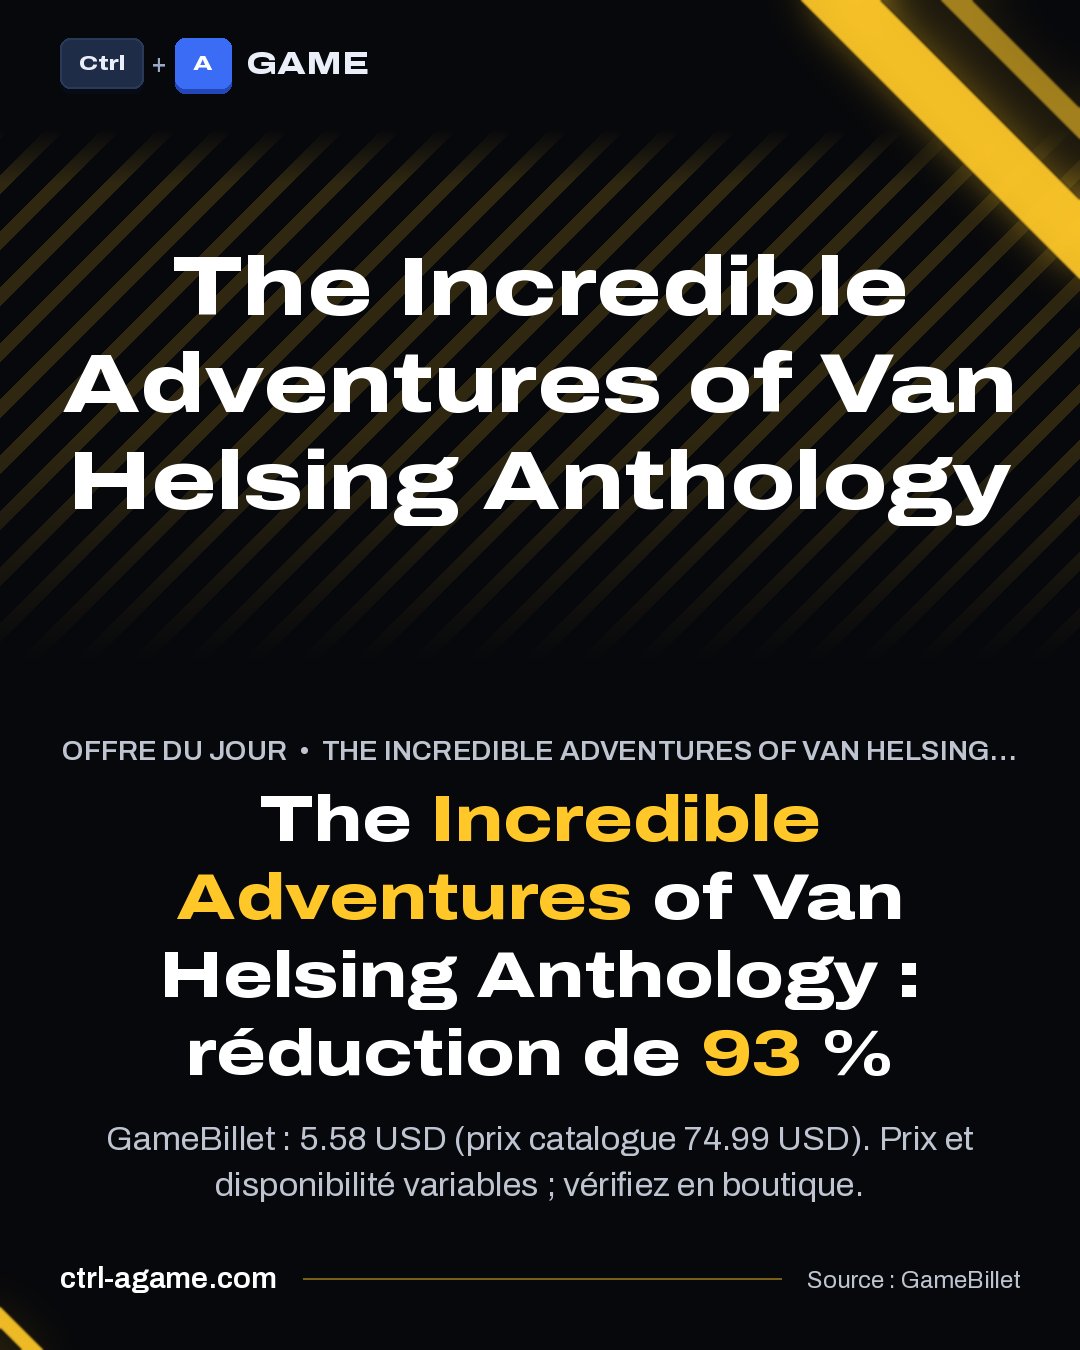 Ctrl + A GAME
The Incredible
Adventures of Van
Helsing Anthology
OFFRE DU JOUR • THE INCREDIBLE ADVENTURES OF VAN HELSING...
The Incredible
Adventures of Van
Helsing Anthology :
réduction de 93 %
GameBillet : 5.58 USD (prix catalogue 74.99 USD). Prix et
disponibilité variables ; vérifiez en boutique.
ctrl-agame.com
Source : GameBillet